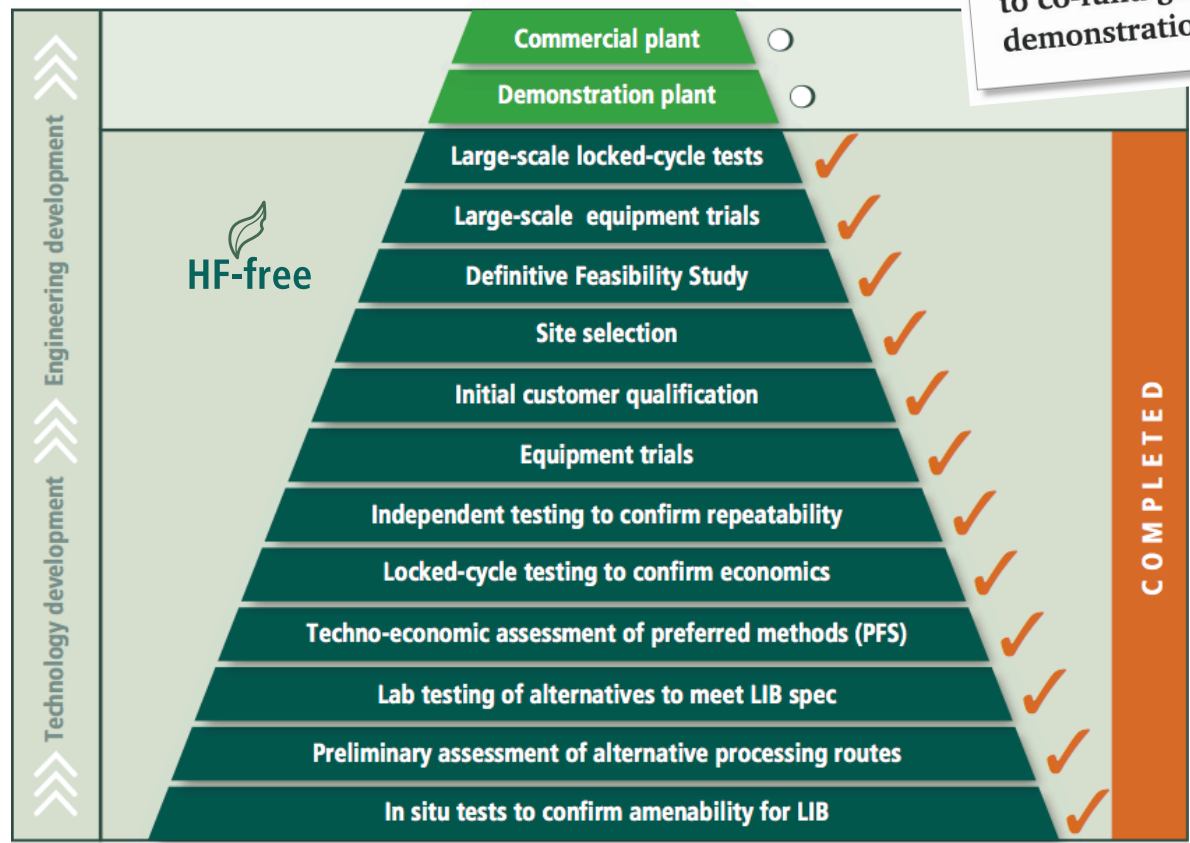 to co-fund
demonstratio
Commercial plant
Demonstration plant
Large-scale locked-cycle tests
Large-scale equipment trials
Definitive Feasibility Study
Site selection
Initial customer qualification
Equipment trials
Independent testing to confirm repeatability
Locked-cycle testing to confirm economics
Techno-economic assessment of preferred methods (PFS)
Lab testing of alternatives to meet LIB spec
Preliminary assessment of alternative processing routes
In situ tests to confirm amenability for LIB
HF-free
Engineering development
Technology development
COMPLETED